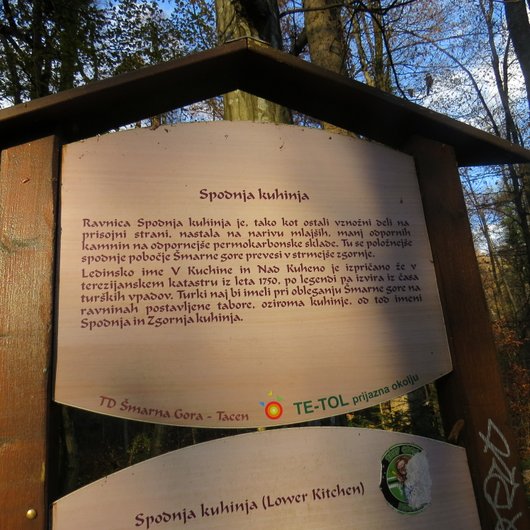 Spodnja kuhinja
Ravnica Spodnja kuhinja je, tako kot ostali vznožni deli na
prisojni strani, nastala na narivu mlajših, manj odpornih
kamnin na odpornejše permokarbonske sklade. Tu se položnejše
spodnje pobočje Šmarne gore prevesi v strmejše zgornje.
Ledinsko ime V Kuchine in Nad Kuheno je izpričano že v
terezijanskem katastru iz leta 1750, po legendi pa izvira iz časa
turških vpadov. Turki naj bi imeli pri obleganju Šmarne gore na
ravninah postavljene tabore, oziroma kuhinje, od tod imeni
Spodnja in Zgornja kuhinja.
TD Šmarna Gora - Tacen TE-TOL prijazna okolju
Spodnja kuhinja (Lower Kitchen)